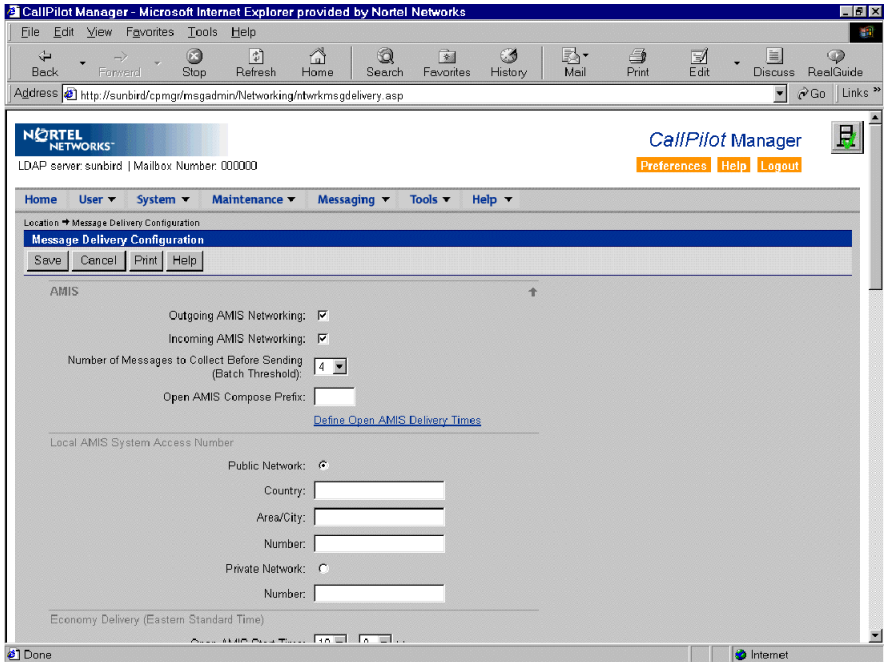 CallPilot Manager - Microsoft Internet Explorer provided by Nortel Networks
File Edit View Favorites Tools Help
Back Forward Stop Refresh Home Search Favorites History Mail Print Edit Discuss RealGuide
Address http://sunbird/cpmgr/msgadmin/Networking/ntwrkmsgdelivery.asp Go Links »
NORTEL
NETWORKS™
CallPilot Manager
LDAP server: sunbird | Mailbox Number: 000000
Preferences Help Logout
Home User System Maintenance Messaging Tools Help
Location Message Delivery Configuration
Message Delivery Configuration
Save Cancel Print Help
AMIS
Outgoing AMIS Networking:
Incoming AMIS Networking:
Number of Messages to Collect Before Sending
(Batch Threshold): 4
Open AMIS Compose Prefix:
Define Open AMIS Delivery Times
Local AMIS System Access Number
Public Network:
Country:
Area/City:
Number:
Private Network:
Number:
Economy Delivery (Eastern Standard Time)
Open AMIS Start Time:
Done Internet